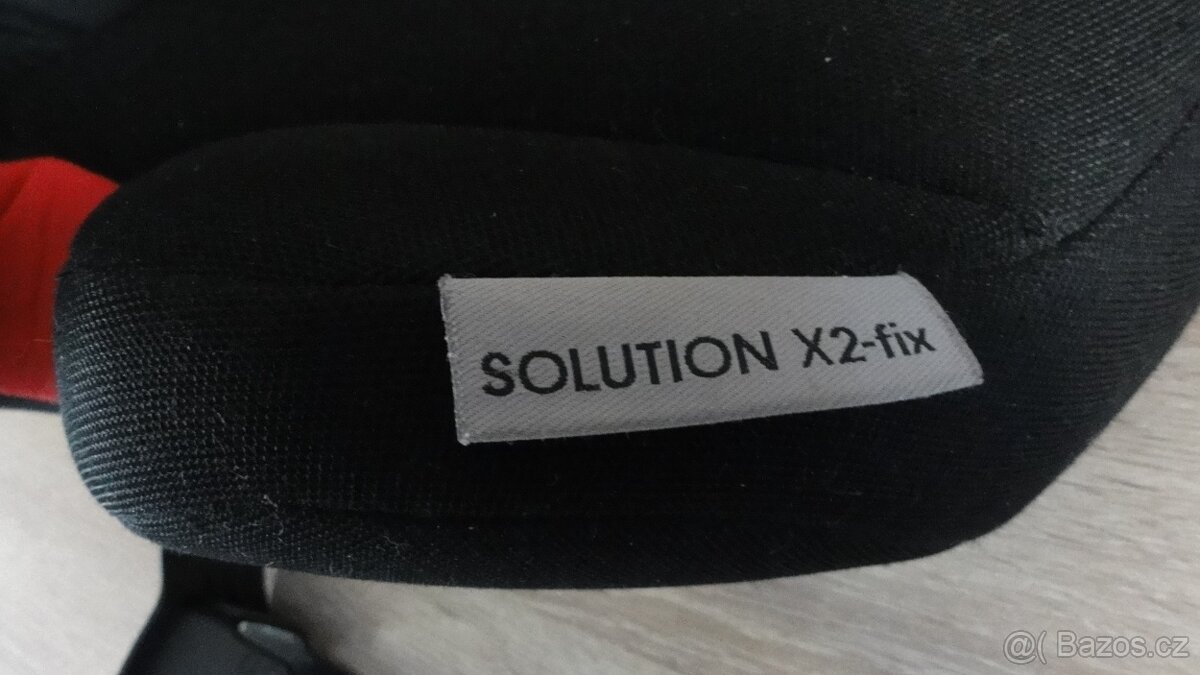 SOLUTION X2-fix
@( Bazos.cz